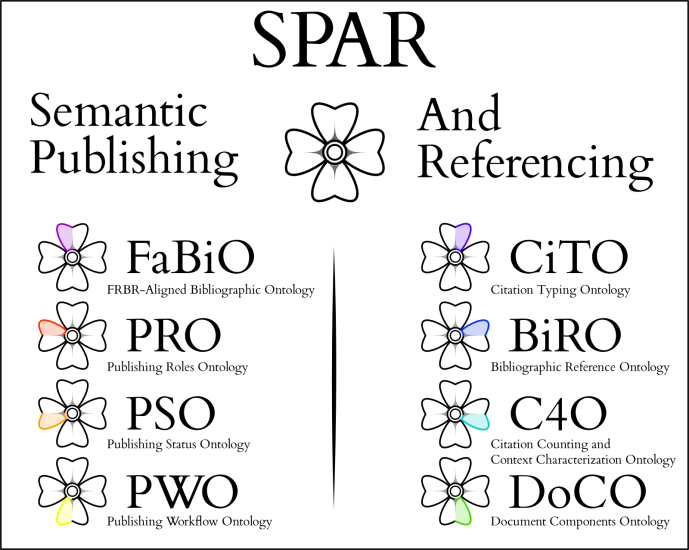 SPAR
Semantic
Publishing
And
Referencing
FaBiO
FRBR-Aligned Bibliographic Ontology
PRO
Publishing Roles Ontology
PSO
Publishing Status Ontology
PWO
Publishing Workflow Ontology
CiTO
Citation Typing Ontology
BiRO
Bibliographic Reference Ontology
C4O
Citation Counting and
Context Characterization Ontology
DoCO
Document Components Ontology